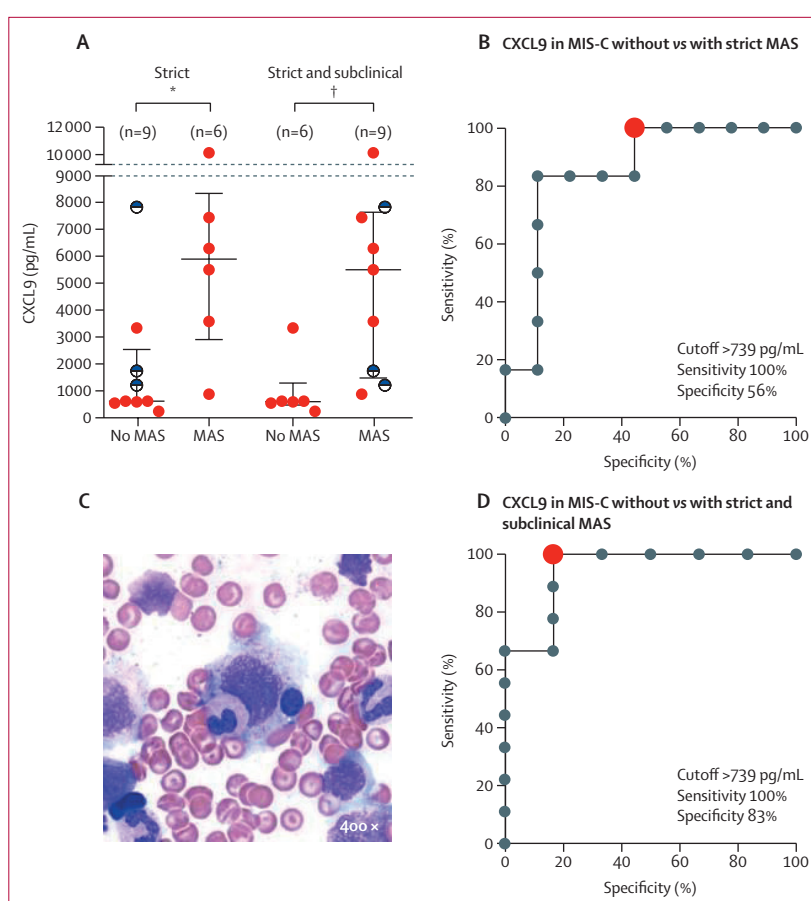 A
Strict
Strict and subclinical
*
†
(n=9)
(n=6)
(n=6)
(n=9)
12 000
10 000
9000
8000
7000
6000
5000
4000
3000
2000
1000
0
CXCL9 (pg/mL)
No MAS
MAS
No MAS
MAS
B CXCL9 in MIS-C without vs with strict MAS
100
80
60
40
20
0
Sensitivity (%)
Cutoff >739 pg/mL
Sensitivity 100%
Specificity 56%
0 20 40 60 80 100
Specificity (%)
C
400 ×
D CXCL9 in MIS-C without vs with strict and
subclinical MAS
100
80
60
40
20
0
Sensitivity (%)
Cutoff >739 pg/mL
Sensitivity 100%
Specificity 83%
0 20 40 60 80 100
Specificity (%)